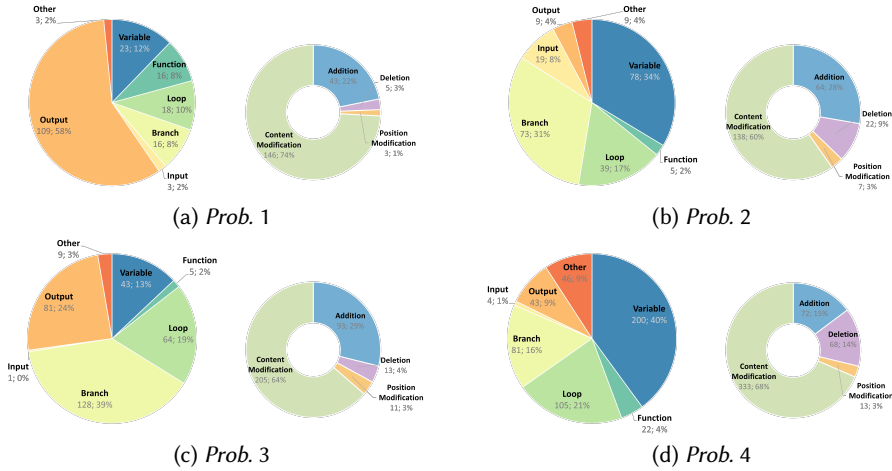 Other
3; 2%
Variable
23; 12%
Function
16; 8%
Loop
18; 10%
Branch
16; 8%
Input
3; 2%
Output
109; 58%
Addition
43; 22%
Deletion
5; 3%
Position
Modification
3; 1%
Content
Modification
146; 74%
(a) Prob. 1
Output
9; 4%
Other
9; 4%
Input
19; 8%
Variable
78; 34%
Branch
73; 31%
Loop
39; 17%
Function
5; 2%
Addition
64; 28%
Deletion
22; 9%
Content
Modification
138; 60%
Position
Modification
7; 3%
(b) Prob. 2
Other
9; 3%
Variable
43; 13%
Function
5; 2%
Output
81; 24%
Loop
64; 19%
Input
1; 0%
Branch
128; 39%
Addition
93; 29%
Content
Modification
205; 64%
Deletion
13; 4%
Position
Modification
11; 3%
(c) Prob. 3
Other
46; 9%
Input
4; 1%
Output
43; 9%
Variable
200; 40%
Branch
81; 16%
Loop
105; 21%
Function
22; 4%
Addition
72; 15%
Deletion
68; 14%
Content
Modification
333; 68%
Position
Modification
13; 3%
(d) Prob. 4